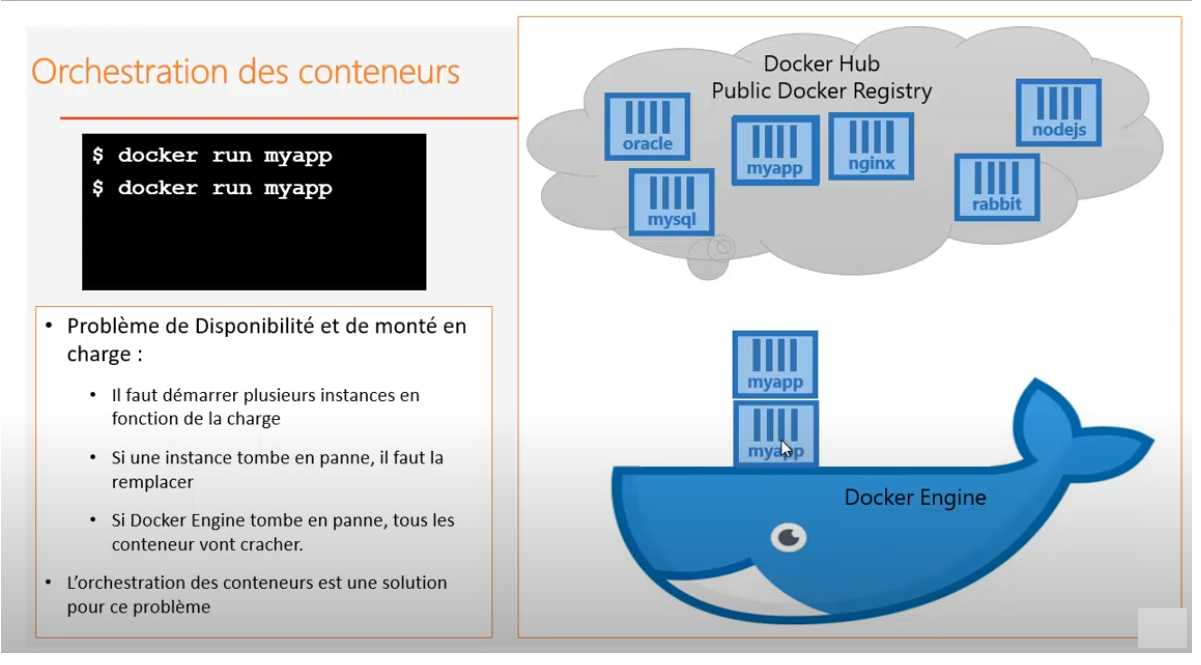 Orchestration des conteneurs
$ docker run myapp
$ docker run myapp
• Problème de Disponibilité et de monté en
charge :
• Il faut démarrer plusieurs instances en
fonction de la charge
• Si une instance tombe en panne, il faut la
remplacer
• Si Docker Engine tombe en panne, tous les
conteneur vont cracher.
• L’orchestration des conteneurs est une solution
pour ce problème
Docker Hub
Public Docker Registry
oracle
myapp
nginx
nodejs
mysql
rabbit
myapp
myapp
Docker Engine